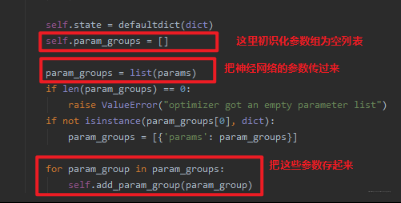 self.state = defaultdict(dict)
self.param_groups = []
这里初识化参数组为空列表
param_groups = list(params)
把神经网络的参数传过来
if len(param_groups) == 0:
raise ValueError("optimizer got an empty parameter list")
if not isinstance(param_groups[0], dict):
param_groups = [{'params': param_groups}]
把这些参数存起来
for param_group in param_groups:
self.add_param_group(param_group)